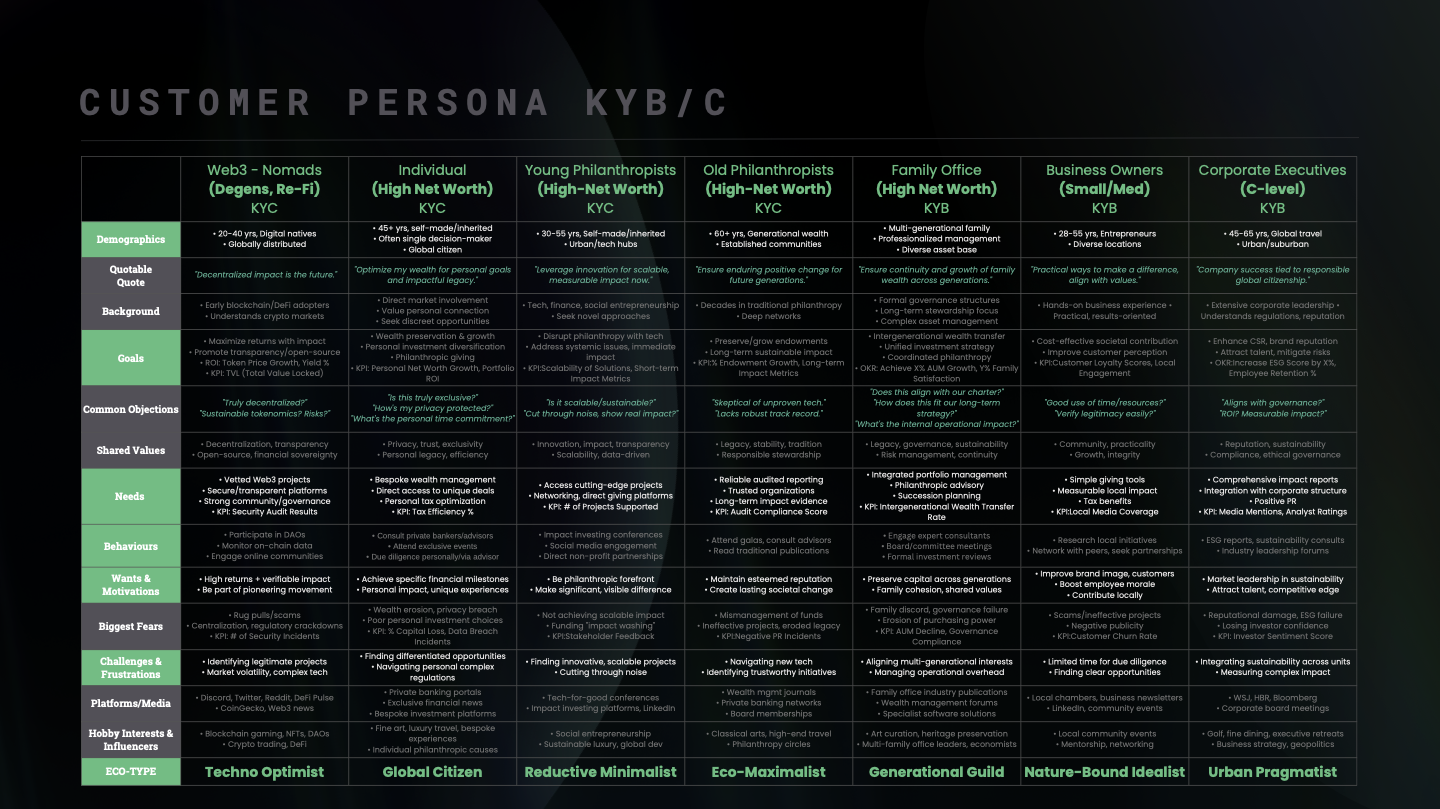 CUSTOMER PERSONA KYB/C
Web3 - Nomads
(Degens, Re-Fi)
KYC
Individual
(High Net Worth)
KYC
Young Philanthropists
(High-Net Worth)
KYC
Old Philanthropists
(High-Net Worth)
KYC
Family Office
(High Net Worth)
KYB
Business Owners
(Small/Med)
KYB
Corporate Executives
(C-level)
KYB
Demographics
• 20-40 yrs, Digital natives
• Globally distributed
• 45+ yrs, self-made/inherited
• Often single decision-maker
• Global citizen
• 30-55 yrs, Self-made/inherited
• Urban/tech hubs
• 60+ yrs, Generational wealth
• Established communities
• Multi-generational family
• Professionalized management
• Diverse asset base
• 28-55 yrs, Entrepreneurs
• Diverse locations
• 45-65 yrs, Global travel
• Urban/suburban
Quotable
Quote
"Decentralized impact is the future."
"Optimize my wealth for personal goals
and impactful legacy."
"Leverage innovation for scalable,
measurable impact now."
"Ensure enduring positive change for
future generations."
"Ensure continuity and growth of family
wealth across generations."
"Practical ways to make a difference,
align with values."
"Company success tied to responsible
global citizenship."
Background
• Early blockchain/DeFi adopters
• Understands crypto markets
• Direct market involvement
• Value personal connection
• Seek discreet opportunities
• Tech, finance, social entrepreneurship
• Seek novel approaches
• Decades in traditional philanthropy
• Deep networks
• Formal governance structures
• Long-term stewardship focus
• Complex asset management
• Hands-on business experience •
Practical, results-oriented
• Extensive corporate leadership •
Understands regulations, reputation
Goals
• Maximize returns with impact
• Promote transparency/open-source
• ROI: Token Price Growth, Yield %
• KPI: TVL (Total Value Locked)
• Wealth preservation & growth
• Personal investment diversification
• Philanthropic giving
• KPI: Personal Net Worth Growth, Portfolio
ROI
• Disrupt philanthropy with tech
• Address systemic issues, immediate
impact
• KPI:Scalability of Solutions, Short-term
Impact Metrics
• Preserve/grow endowments
• Long-term sustainable impact
• KPI:% Endowment Growth, Long-term
Impact Metrics
• Intergenerational wealth transfer
• Unified investment strategy
• Coordinated philanthropy
• OKR: Achieve X% AUM Growth, Y% Family
Satisfaction
• Cost-effective societal contribution
• Improve customer perception
• KPI:Customer Loyalty Scores, Local
Engagement
• Enhance CSR, brand reputation
• Attract talent, mitigate risks
• OKR:Increase ESG Score by X%,
Employee Retention %
Common Objections
"Truly decentralized?"
"Sustainable tokenomics? Risks?"
"Is this truly exclusive?"
"How's my privacy protected?"
"What's the personal time commitment?"
"Is it scalable/sustainable?"
"Cut through noise, show real impact?"
"Skeptical of unproven tech."
"Lacks robust track record."
"Does this align with our charter?"
"How does this fit our long-term
strategy?"
"What's the internal operational impact?"
"Good use of time/resources?"
"Verify legitimacy easily?"
"Aligns with governance?"
"ROI? Measurable impact?"
Shared Values
• Decentralization, transparency
• Open-source, financial sovereignty
• Privacy, trust, exclusivity
• Personal legacy, efficiency
• Innovation, impact, transparency
• Scalability, data-driven
• Legacy, stability, tradition
• Responsible stewardship
• Legacy, governance, sustainability
• Risk management, continuity
• Community, practicality
• Growth, integrity
• Reputation, sustainability
• Compliance, ethical governance
Needs
• Vetted Web3 projects
• Secure/transparent platforms
• Strong community/governance
• KPI: Security Audit Results
• Bespoke wealth management
• Direct access to unique deals
• Personal tax optimization
• KPI: Tax Efficiency %
• Access cutting-edge projects
• Networking, direct giving platforms
• KPI: # of Projects Supported
• Reliable audited reporting
• Trusted organizations
• Long-term impact evidence
• KPI: Audit Compliance Score
• Integrated portfolio management
• Philanthropic advisory
• Succession planning
• KPI: Intergenerational Wealth Transfer
Rate
• Simple giving tools
• Measurable local impact
• Tax benefits
• KPI:Local Media Coverage
• Comprehensive impact reports
• Integration with corporate structure
• Positive PR
• KPI: Media Mentions, Analyst Ratings
Behaviours
• Participate in DAOs
• Monitor on-chain data
• Engage online communities
• Consult private bankers/advisors
• Attend exclusive events
• Due diligence personally/via advisor
• Impact investing conferences
• Social media engagement
• Direct non-profit partnerships
• Attend galas, consult advisors
• Read traditional publications
• Engage expert consultants
• Board/committee meetings
• Formal investment reviews
• Research local initiatives
• Network with peers, seek partnerships
• ESG reports, sustainability consults
• Industry leadership forums
Wants &
Motivations
• High returns + verifiable impact
• Be part of pioneering movement
• Achieve specific financial milestones
• Personal impact, unique experiences
• Be philanthropic forefront
• Make significant, visible difference
• Maintain esteemed reputation
• Create lasting societal change
• Preserve capital across generations
• Family cohesion, shared values
• Improve brand image, customers
• Boost employee morale
• Contribute locally
• Market leadership in sustainability
• Attract talent, competitive edge
Biggest Fears
• Rug pulls/scams
• Centralization, regulatory crackdowns
• KPI: # of Security Incidents
• Wealth erosion, privacy breach
• Poor personal investment choices
• KPI: % Capital Loss, Data Breach
Incidents
• Not achieving scalable impact
• Funding "impact washing"
• KPI:Stakeholder Feedback
• Mismanagement of funds
• Ineffective projects, eroded legacy
• KPI:Negative PR Incidents
• Family discord, governance failure
• Erosion of purchasing power
• KPI: AUM Decline, Governance
Compliance
• Scams/ineffective projects
• Negative publicity
• KPI:Customer Churn Rate
• Reputational damage, ESG failure
• Losing investor confidence
• KPI: Investor Sentiment Score
Challenges &
Frustrations
• Identifying legitimate projects
• Market volatility, complex tech
• Finding differentiated opportunities
• Navigating personal complex
regulations
• Finding innovative, scalable projects
• Cutting through noise
• Navigating new tech
• Identifying trustworthy initiatives
• Aligning multi-generational interests
• Managing operational overhead
• Limited time for due diligence
• Finding clear opportunities
• Integrating sustainability across units
• Measuring complex impact
Platforms/Media
• Discord, Twitter, Reddit, DeFi Pulse
• CoinGecko, Web3 news
• Private banking portals
• Exclusive financial news
• Bespoke investment platforms
• Tech-for-good conferences
• Impact investing platforms, LinkedIn
• Wealth mgmt journals
• Private banking networks
• Board memberships
• Family office industry publications
• Wealth management forums
• Specialist software solutions
• Local chambers, business newsletters
• LinkedIn, community events
• WSJ, HBR, Bloomberg
• Corporate board meetings
Hobby Interests &
Influencers
• Blockchain gaming, NFTs, DAOs
• Crypto trading, DeFi
• Fine art, luxury travel, bespoke
experiences
• Individual philanthropic causes
• Social entrepreneurship
• Sustainable luxury, global dev
• Classical arts, high-end travel
• Philanthropy circles
• Art curation, heritage preservation
• Multi-family office leaders, economists
• Local community events
• Mentorship, networking
• Golf, fine dining, executive retreats
• Business strategy, geopolitics
ECO-TYPE
Techno Optimist
Global Citizen
Reductive Minimalist
Eco-Maximalist
Generational Guild
Nature-Bound Idealist
Urban Pragmatist